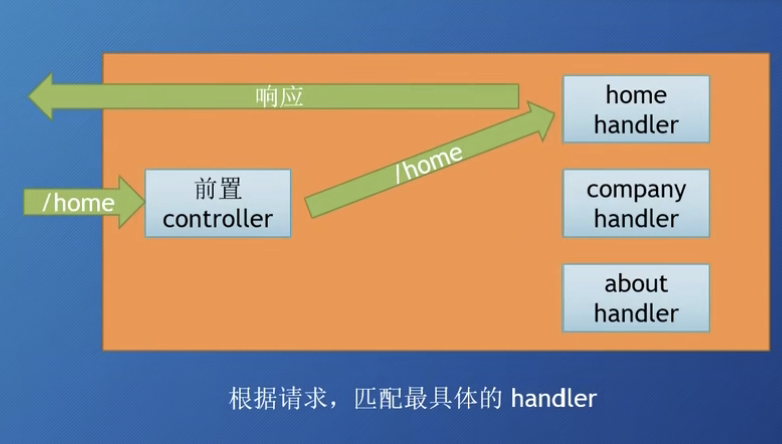 响应
home
handler
/home
/home
前置
controller
company
handler
about
handler
根据请求，匹配最具体的 handler